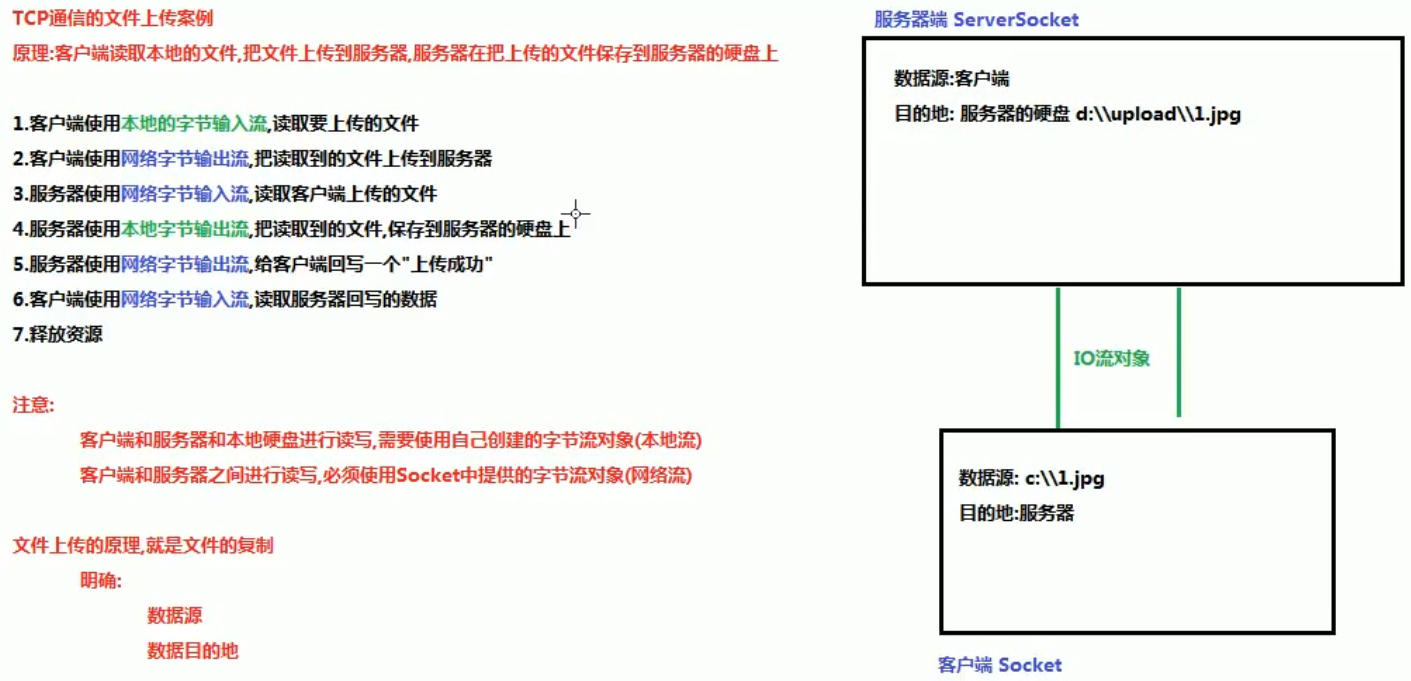 TCP通信的文件上传案例
原理:客户端读取本地的文件,把文件上传到服务器,服务器在把上传的文件保存到服务器的硬盘上
1.客户端使用本地的字节输入流,读取要上传的文件
2.客户端使用网络字节输出流,把读取到的文件上传到服务器
3.服务器使用网络字节输入流,读取客户端上传的文件
4.服务器使用本地字节输出流,把读取到的文件,保存到服务器的硬盘上
5.服务器使用网络字节输出流,给客户端回写一个"上传成功"
6.客户端使用网络字节输入流,读取服务器回写的数据
7.释放资源
注意:
客户端和服务器和本地硬盘进行读写,需要使用自己创建的字节流对象(本地流)
客户端和服务器之间进行读写,必须使用Socket中提供的字节流对象(网络流)
文件上传的原理,就是文件的复制
明确:
数据源
数据目的地
服务器端 ServerSocket
数据源:客户端
目的地: 服务器的硬盘 d:\\upload\\1.jpg
IO流对象
数据源: c:\\1.jpg
目的地:服务器
客户端 Socket